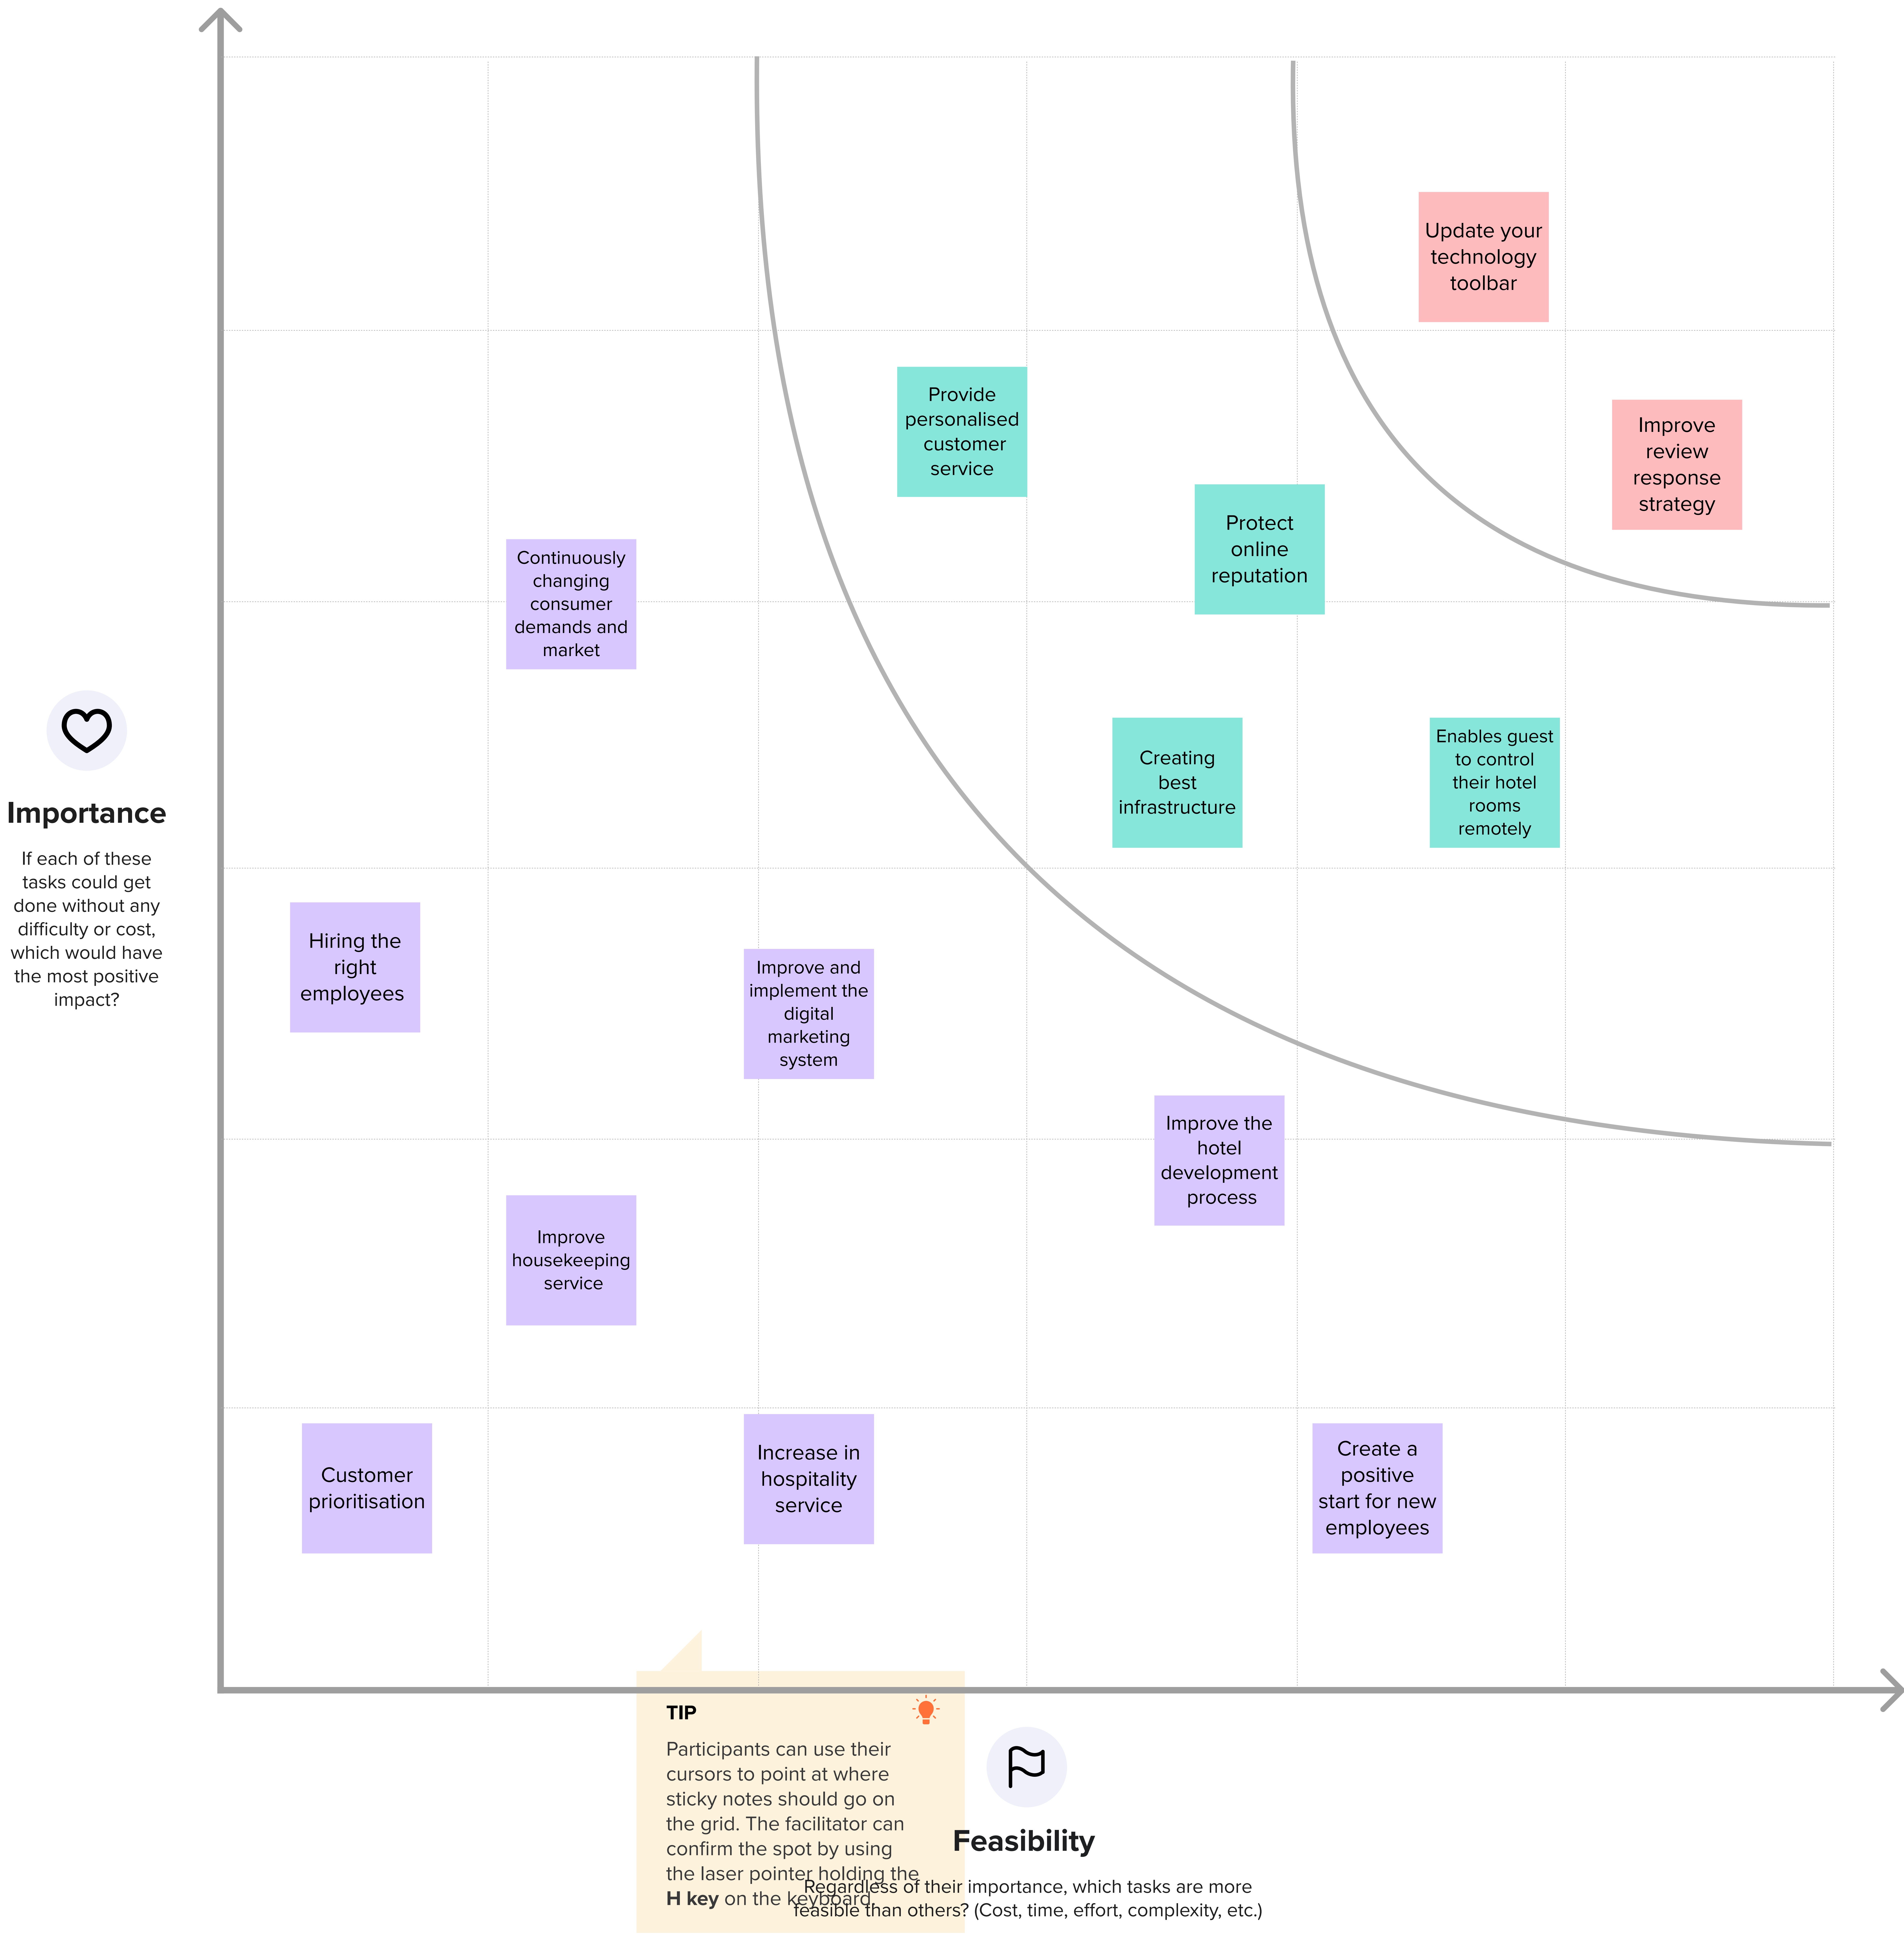 Update your
technology
toolbar
Provide
personalised
customer
service
Improve
review
response
strategy
Protect
online
reputation
Continuously
changing
consumer
demands and
market
Creating
best
infrastructure
Enables guest
to control
their hotel
rooms
remotely
Importance
If each of these
tasks could get
done without any
difficulty or cost,
which would have
the most positive
impact?
Hiring the
right
employees
Improve and
implement the
digital
marketing
system
Improve the
hotel
development
process
Improve
housekeeping
service
Customer
prioritisation
Increase in
hospitality
service
Create a
positive
start for new
employees
TIP
Participants can use their
cursors to point at where
sticky notes should go on
the grid. The facilitator can
confirm the spot by using
the laser pointer holding the
H key on the keyboard.
Feasibility
Regardless of their importance, which tasks are more
feasible than others? (Cost, time, effort, complexity, etc.)